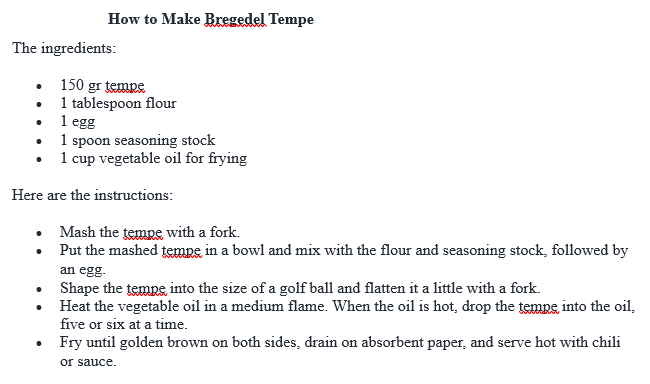 How to Make Bregedel Tempe
The ingredients:
• 150 gr tempe
• 1 tablespoon flour
• 1 egg
• 1 spoon seasoning stock
• 1 cup vegetable oil for frying
Here are the instructions:
• Mash the tempe with a fork.
• Put the mashed tempe in a bowl and mix with the flour and seasoning stock, followed by
an egg.
• Shape the tempe into the size of a golf ball and flatten it a little with a fork.
• Heat the vegetable oil in a medium flame. When the oil is hot, drop the tempe into the oil,
five or six at a time.
• Fry until golden brown on both sides, drain on absorbent paper, and serve hot with chili
or sauce.